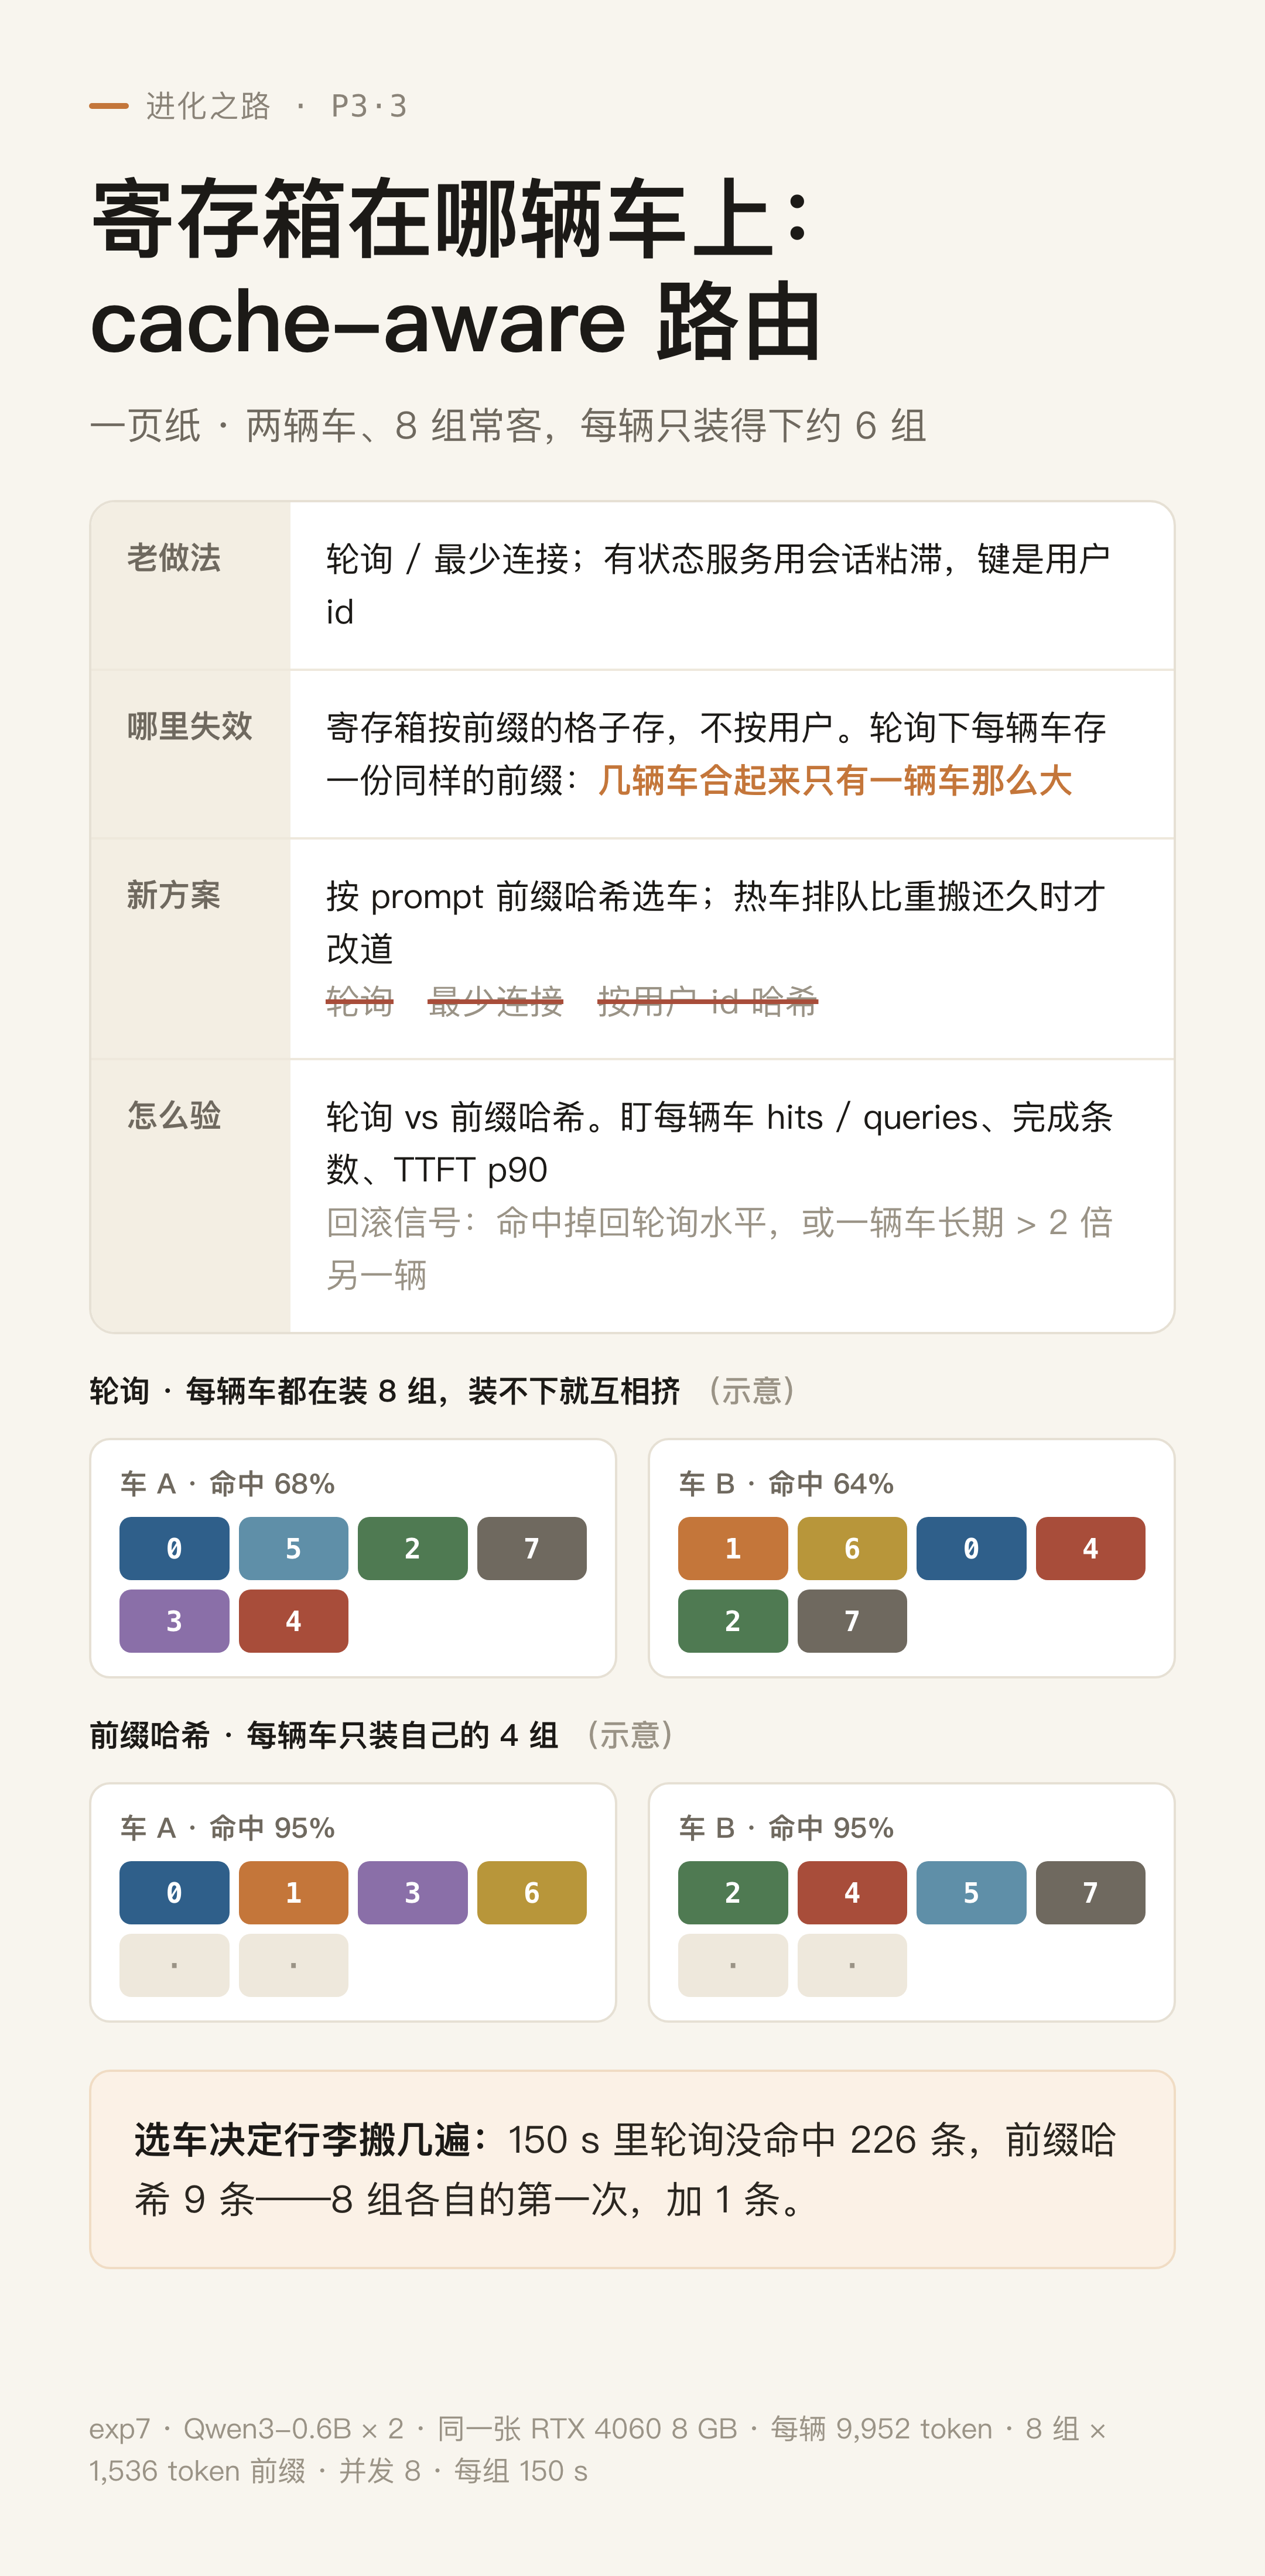 进化之路 · P3·3
寄存箱在哪辆车上：
cache-aware 路由
一页纸 · 两辆车、8 组常客，每辆只装得下约 6 组
老做法
轮询 / 最少连接；有状态服务用会话粘滞，键是用户
id
哪里失效
寄存箱按前缀的格子存，不按用户。轮询下每辆车存
一份同样的前缀：几辆车合起来只有一辆车那么大
新方案
按 prompt 前缀哈希选车；热车排队比重搬还久时才
改道
轮询 最少连接 按用户 id 哈希
怎么验
轮询 vs 前缀哈希。盯每辆车 hits / queries、完成条
数、TTFT p90
回滚信号：命中掉回轮询水平，或一辆车长期 > 2 倍
另一辆
轮询 · 每辆车都在装 8 组，装不下就互相挤 （示意）
车 A · 命中 68%
0 5 2 7
3 4
车 B · 命中 64%
1 6 0 4
2 7
前缀哈希 · 每辆车只装自己的 4 组 （示意）
车 A · 命中 95%
0 1 3 6
· ·
车 B · 命中 95%
2 4 5 7
· ·
选车决定行李搬几遍：150 s 里轮询没命中 226 条，前缀哈
希 9 条——8 组各自的第一次，加 1 条。
exp7 · Qwen3-0.6B × 2 · 同一张 RTX 4060 8 GB · 每辆 9,952 token · 8 组 ×
1,536 token 前缀 · 并发 8 · 每组 150 s